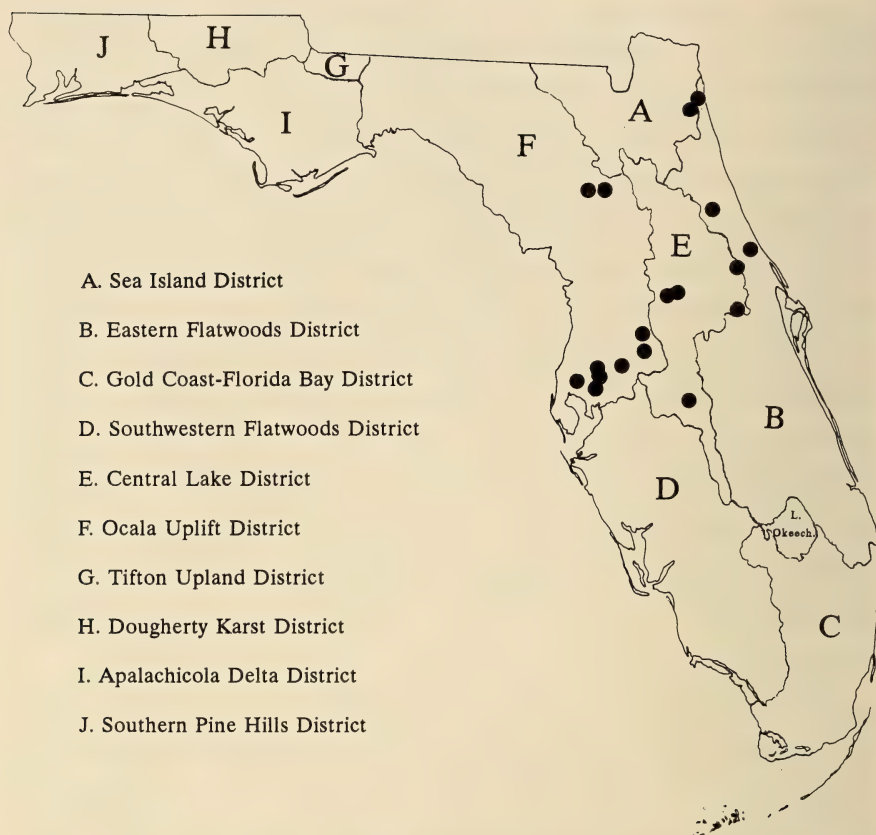 J
H
G
I
A
F
E
A. Sea Island District
B. Eastern Flatwoods District
C. Gold Coast-Florida Bay District
B
D. Southwestern Flatwoods District
E. Central Lake District
D
F. Ocala Uplift District
L.
Okeech.
G. Tifton Upland District
H. Dougherty Karst District
C
I. Apalachicola Delta District
J. Southern Pine Hills District